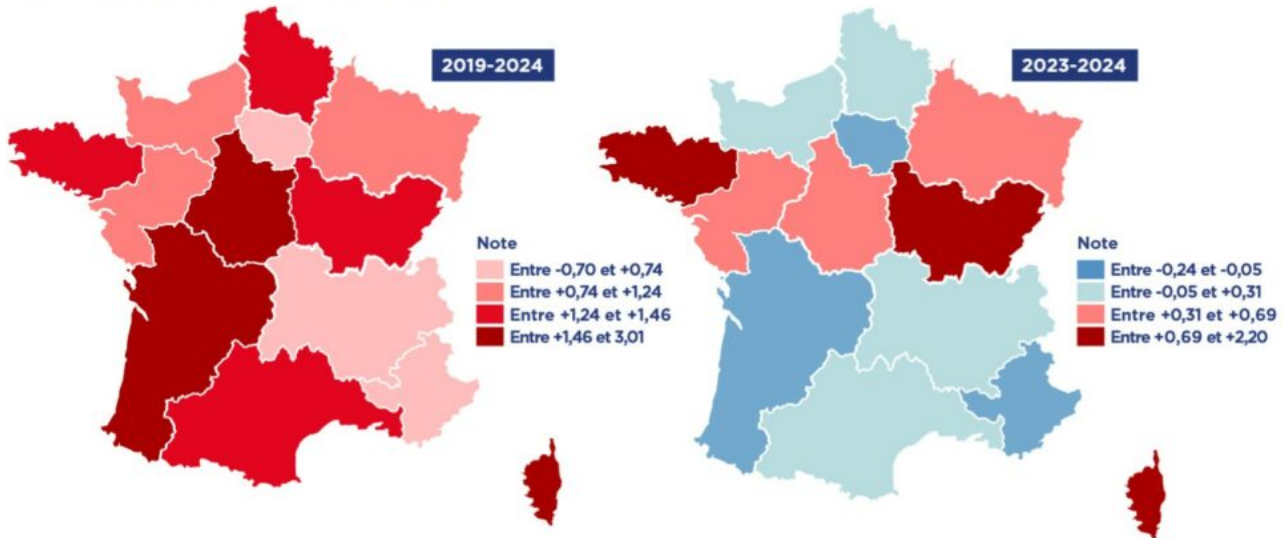 2019-2024
Note
Entre -0,70 et +0,74
Entre +0,74 et +1,24
Entre +1,24 et +1,46
Entre +1,46 et 3,01
2023-2024
Note
Entre -0,24 et -0,05
Entre -0,05 et +0,31
Entre +0,31 et +0,69
Entre +0,69 et +2,20